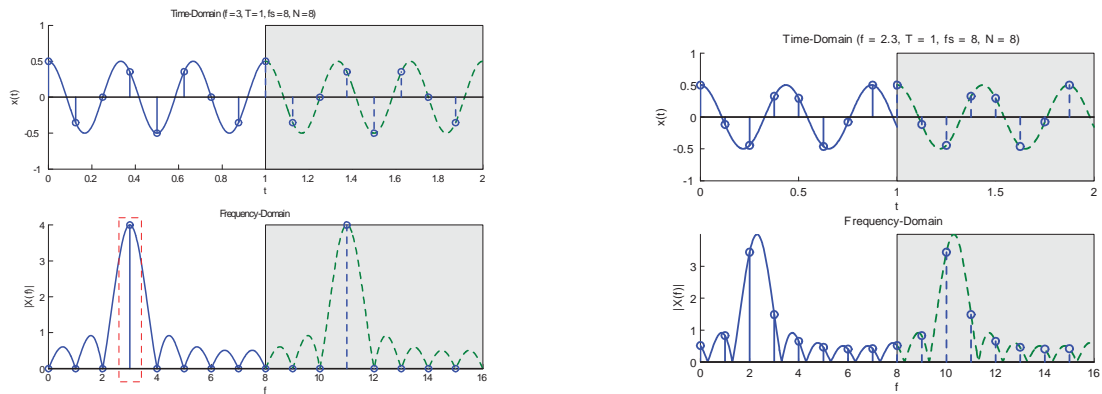 Time-Domain (f = 3, T = 1, fs = 8, N = 8)
1
0.5
0
-0.5
-1
x(t)
0 0.2 0.4 0.6 0.8 1 1.2 1.4 1.6 1.8 2
t
Frequency-Domain
4
3
2
1
0
|X(f)|
0 2 4 6 8 10 12 14 16
f
Time-Domain (f = 2.3, T = 1, fs = 8, N = 8)
1
0.5
0
-0.5
-1
x(t)
0 0.5 1 1.5 2
t
Frequency-Domain
3
2
1
0
|X(f)|
0 2 4 6 8 10 12 14 16
f